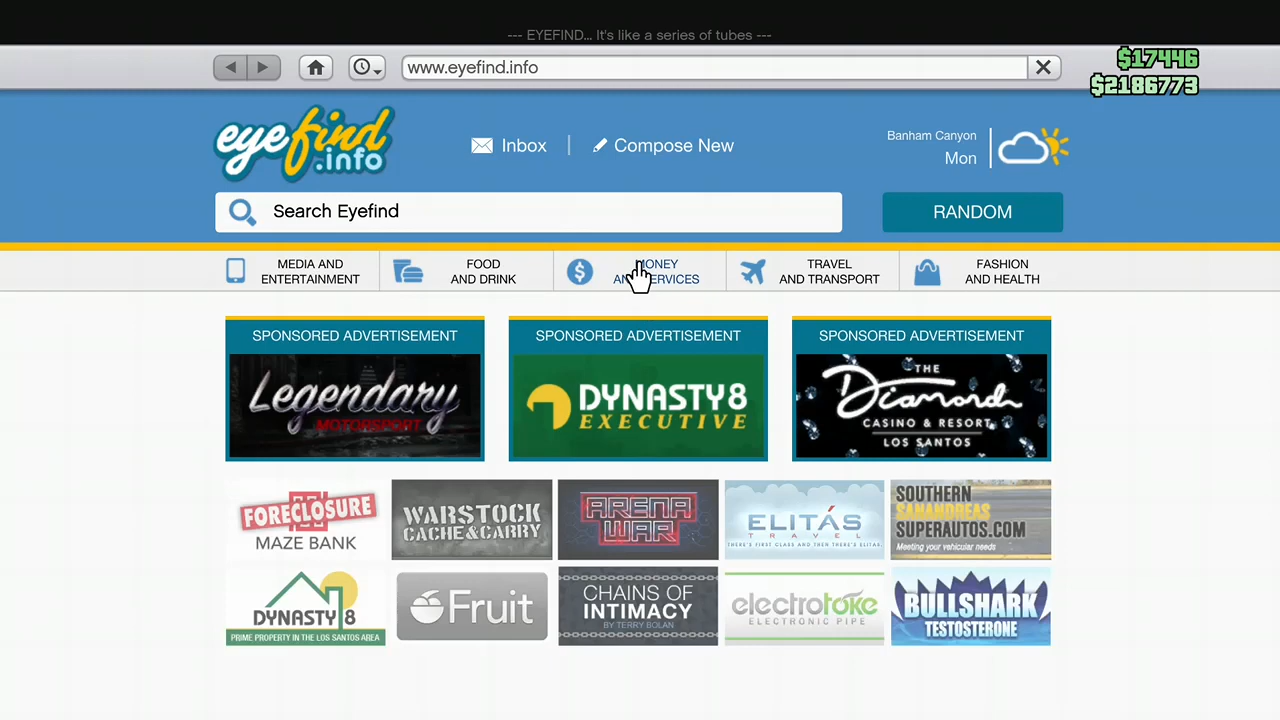 --- EYEFIND... It's like a series of tubes ---
www.eyefind.info
$17446
$2186773
eyefind
.info
Inbox
Compose New
Banham Canyon
Mon
Search Eyefind
RANDOM
MEDIA AND
ENTERTAINMENT
FOOD
AND DRINK
MONEY
AND SERVICES
TRAVEL
AND TRANSPORT
FASHION
AND HEALTH
SPONSORED ADVERTISEMENT
Legendary
MOTORSPORT
SPONSORED ADVERTISEMENT
DYNASTY8
EXECUTIVE
SPONSORED ADVERTISEMENT
THE
Diamond
CASINO & RESORT
LOS SANTOS
FORECLOSURE
MAZE BANK
WARSTOCK
CACHE&CARRY
ARENA
WAR
ELITÁS
TRAVEL
THERE'S FIRST CLASS AND THEN THERE'S ELITÁS
SOUTHERN
SANANDREAS
SUPERAUTOS.COM
Meeting your vehicular needs
DYNASTY 8
PRIME PROPERTY IN THE LOS SANTOS AREA
Fruit
CHAINS OF
INTIMACY
BY TERRY BOLAN
electrotoke
ELECTRONIC PIPE
BULLSHARK
TESTOSTERONE